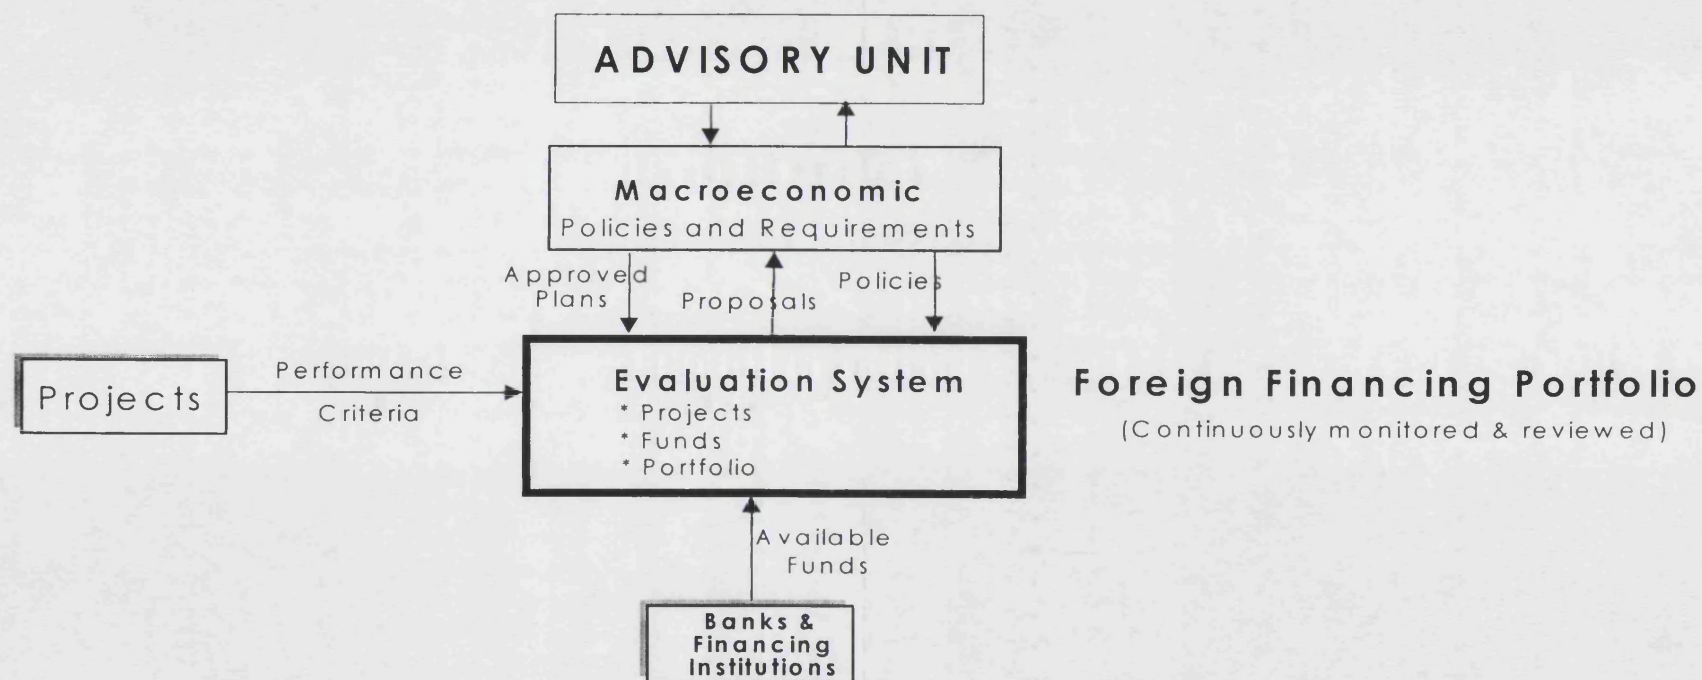 ADVISORY UNIT
Macroeconomic
Policies and Requirements
Approved
Plans
Proposals
Policies
Projects
Performance
Criteria
Evaluation System
* Projects
* Funds
* Portfolio
Foreign Financing Portfolio
(Continuously monitored & reviewed)
Available
Funds
Banks &
Financing
Institutions